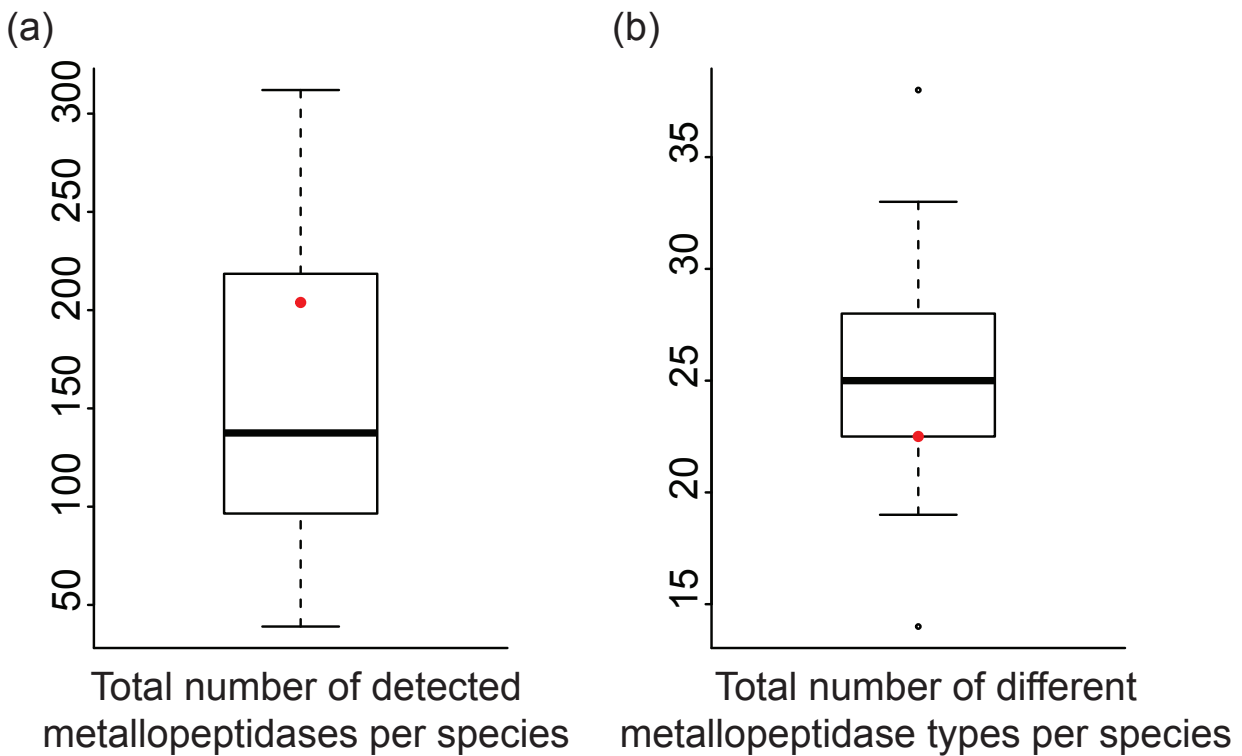 (a)
300
250
200
150
100
50
Total number of detected
metallopeptidases per species
(b)
35
30
25
20
15
Total number of different
metallopeptidase types per species